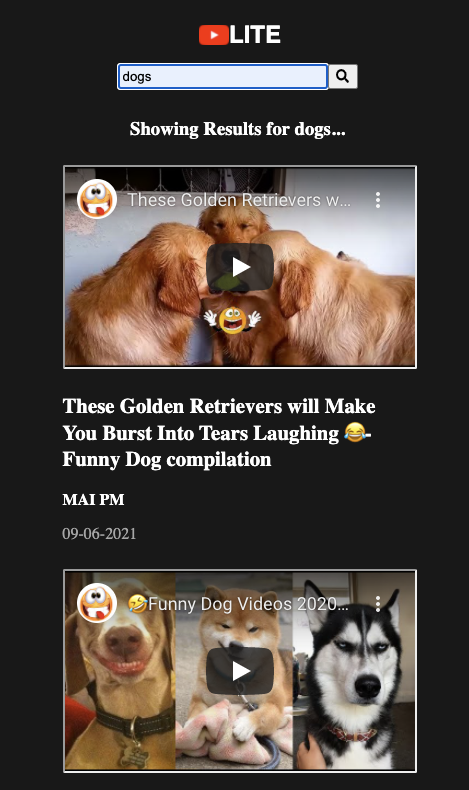 LITE
dogs
Showing Results for dogs...
These Golden Retrievers w...
These Golden Retrievers will Make
You Burst Into Tears Laughing 😂-
Funny Dog compilation
MAI PM
09-06-2021
🤣Funny Dog Videos 2020...